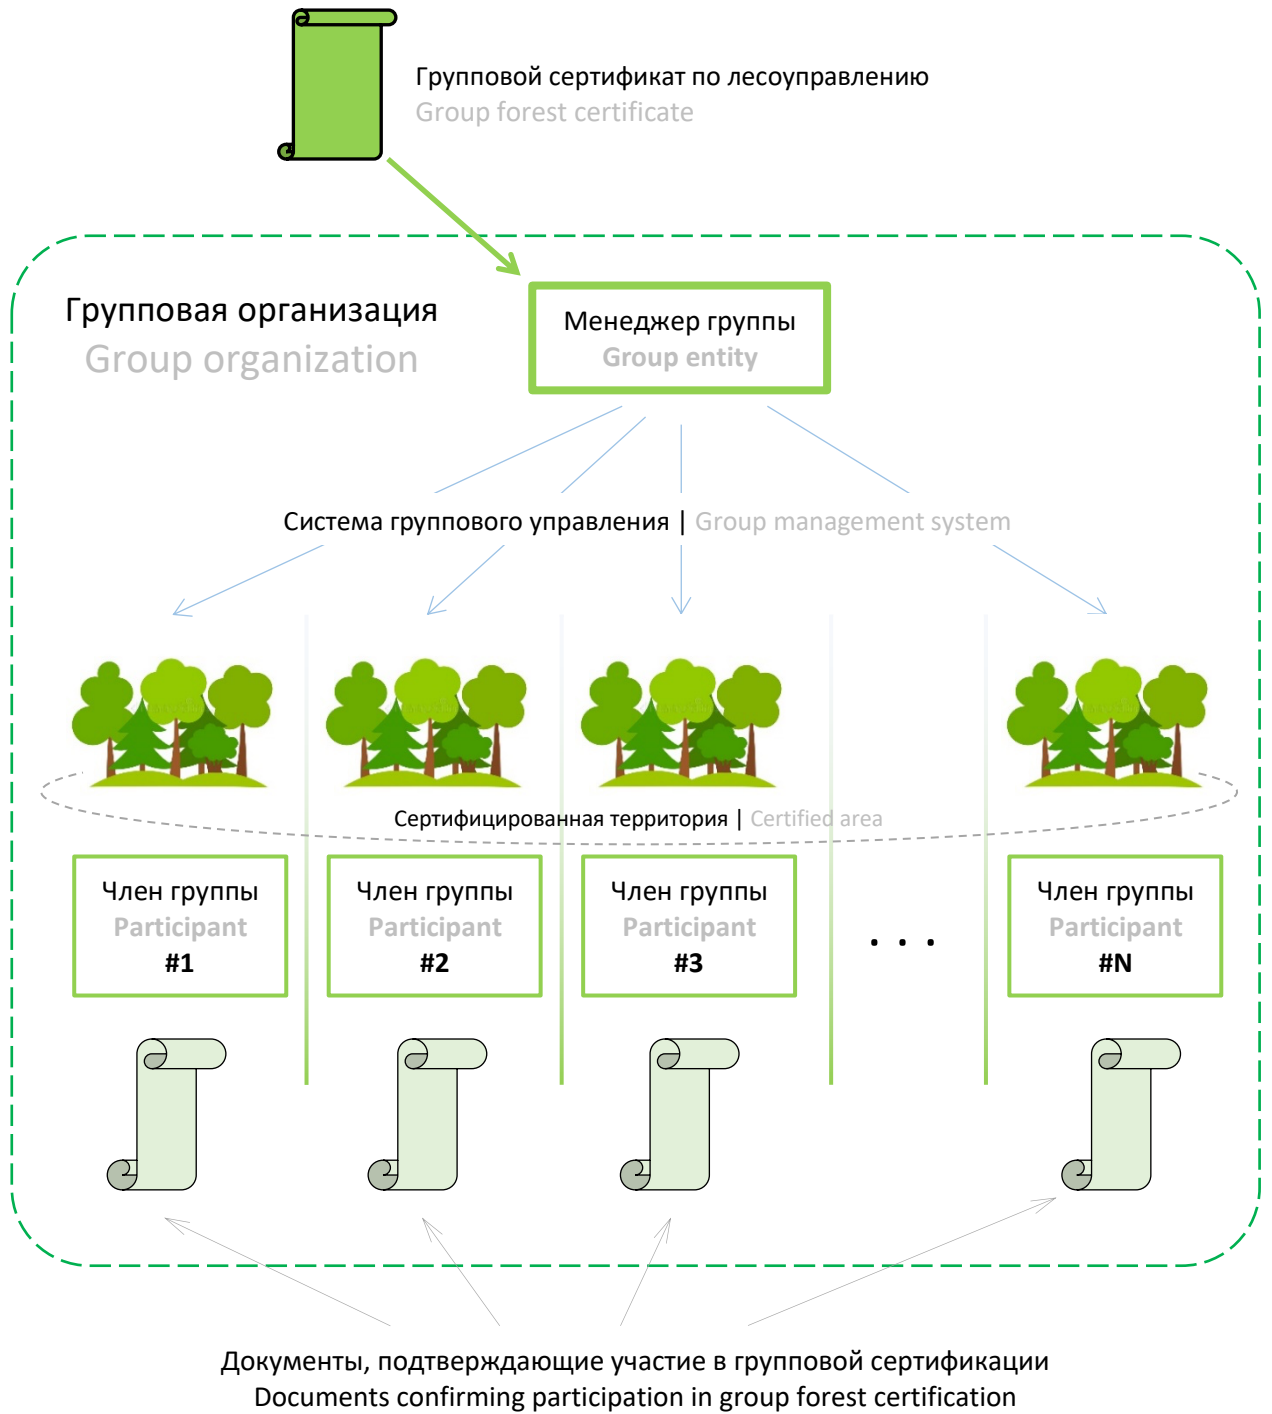 Групповой сертификат по лесоуправлению
Group forest certificate
Групповая организация
Group organization
Менеджер группы
Group entity
Система группового управления | Group management system
Сертифицированная территория | Certified area
Член группы
Participant
#1
Член группы
Participant
#2
Член группы
Participant
#3
. . .
Член группы
Participant
#N
Документы, подтверждающие участие в групповой сертификации
Documents confirming participation in group forest certification